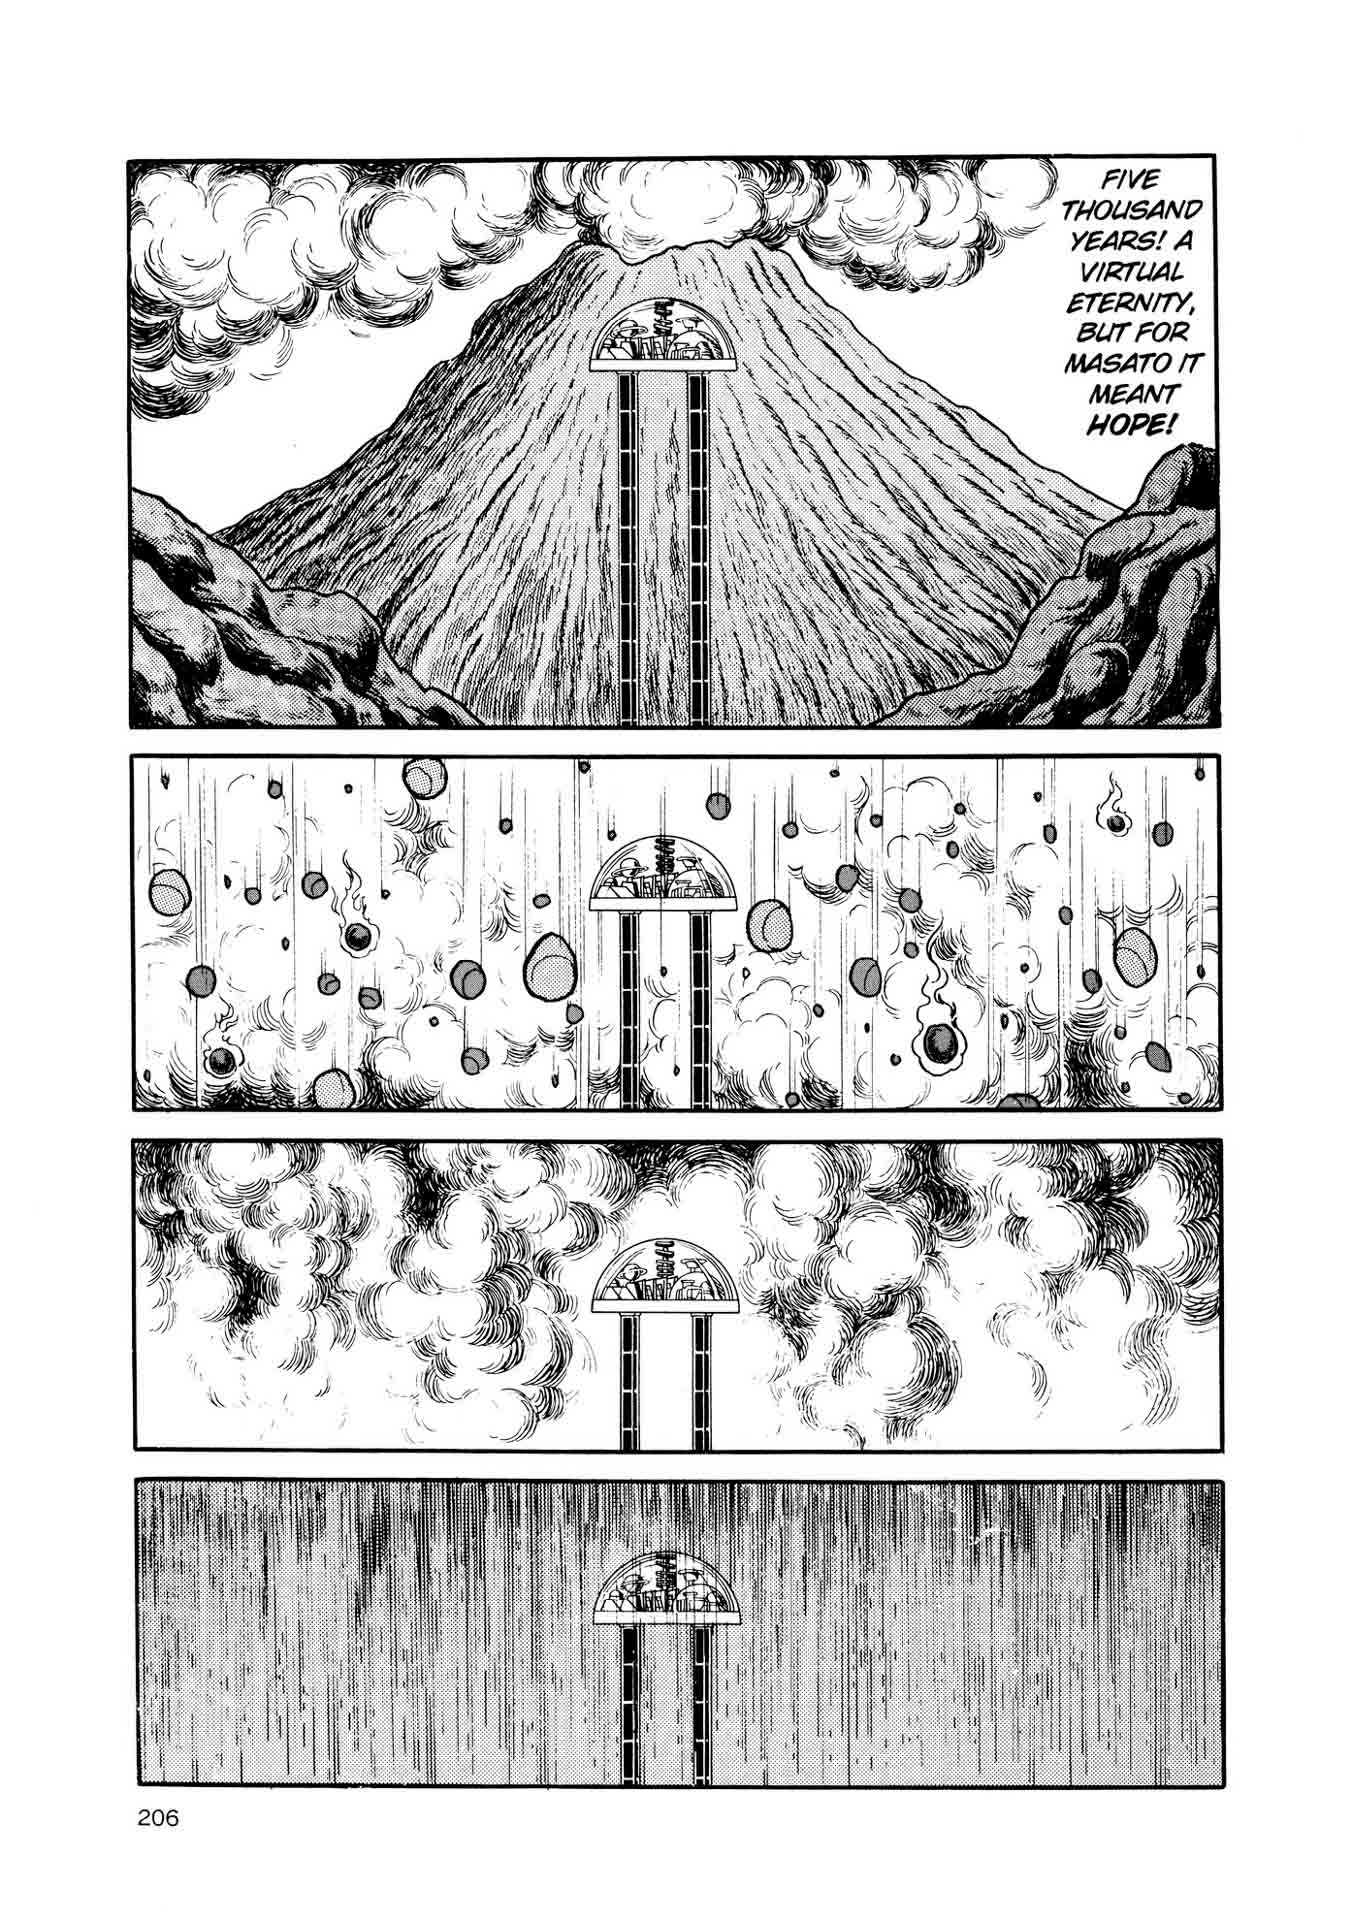 FIVE
THOUSAND
YEARS! A
VIRTUAL
ETERNITY,
BUT FOR
MASATO IT
MEANT
HOPE!
206